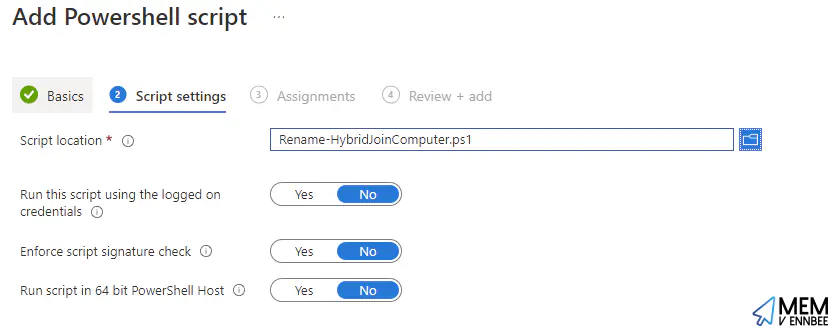 Add Powershell script ...
Basics 2 Script settings 3 Assignments 4 Review + add
Script location * Rename-HybridJoinComputer.ps1
Run this script using the logged on Yes No
credentials
Enforce script signature check Yes No
Run script in 64 bit PowerShell Host Yes No
MEM
V ENNBEE